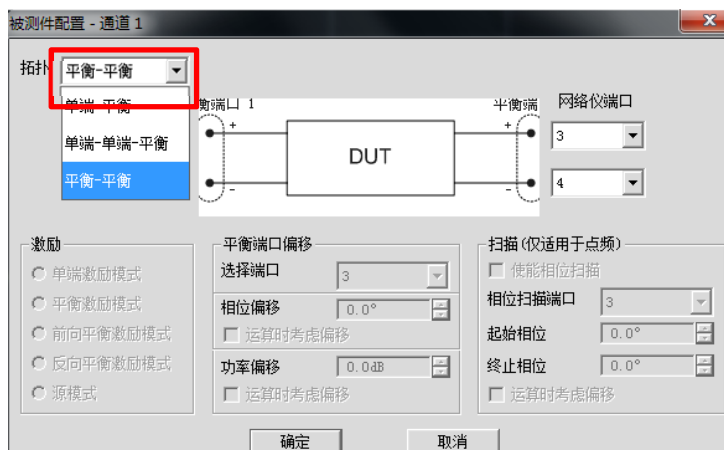 被测件配置 - 通道 1
拓扑
平衡-平衡
单端-平衡
单端-单端-平衡
平衡-平衡
衡端口 1
平衡端
网络仪端口
+
-
DUT
+
-
3
4
激励
单端激励模式
平衡激励模式
前向平衡激励模式
反向平衡激励模式
源模式
平衡端口偏移
选择端口
3
相位偏移
0.0°
运算时考虑偏移
功率偏移
0.0dB
运算时考虑偏移
扫描(仅适用于点频)
使能相位扫描
相位扫描端口
3
起始相位
0.0°
终止相位
0.0°
运算时考虑偏移
确定
取消